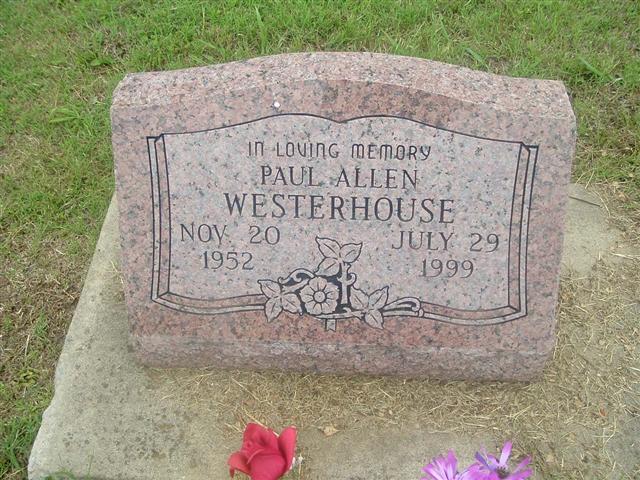 IN LOVING MEMORY
PAUL ALLEN
WESTERHOUSE
NOV. 20 JULY 29
1952 1999